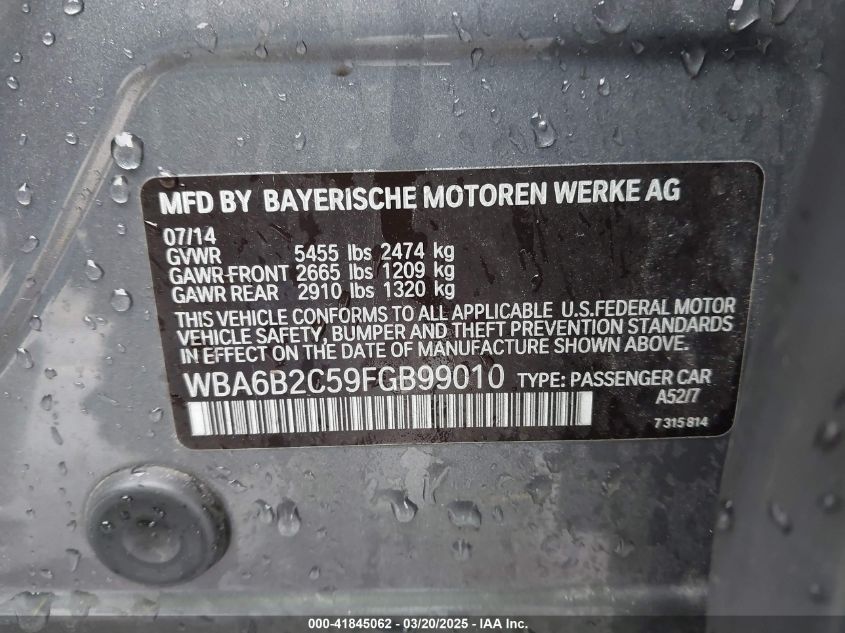 MFD BY BAYERISCHE MOTOREN WERKE AG
07/14
GVWR 5455 lbs 2474 kg
GAWR-FRONT 2665 lbs 1209 kg
GAWR REAR 2910 lbs 1320 kg
THIS VEHICLE CONFORMS TO ALL APPLICABLE U.S.FEDERAL MOTOR
VEHICLE SAFETY, BUMPER AND THEFT PREVENTION STANDARDS
IN EFFECT ON THE DATE OF MANUFACTURE SHOWN ABOVE.
WBA6B2C59FGB99010 TYPE: PASSENGER CAR
A52/7
7315814
000-41845062 - 03/20/2025 - IAA Inc.